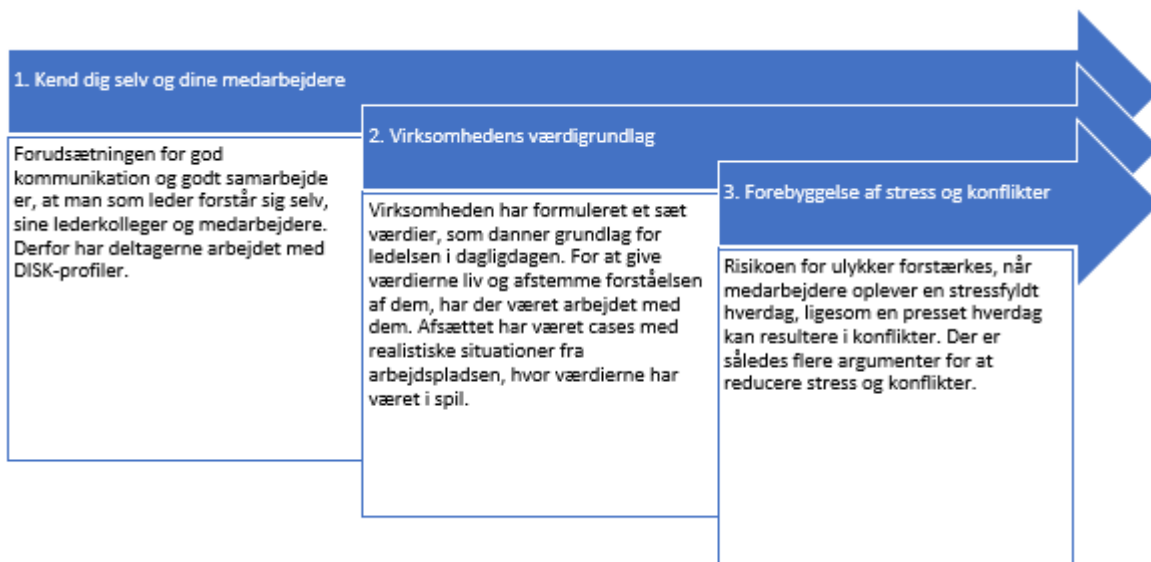 1. Kend dig selv og dine medarbejdere
Forudsætningen for god
kommunikation og godt samarbejde
er, at man som leder forstår sig selv,
sine lederkolleger og medarbejdere.
Derfor har deltagerne arbejdet med
DISK-profiler.
2. Virksomhedens værdigrundlag
Virksomheden har formuleret et sæt
værdier, som danner grundlag for
ledelsen i dagligdagen. For at give
værdierne liv og afstemme forståelsen
af dem, har der været arbejdet med
dem. Afsættet har været cases med
realistiske situationer fra
arbejdspladsen, hvor værdierne har
været i spil.
3. Forebyggelse af stress og konflikter
Risikoen for ulykker forstærkes, når
medarbejdere oplever en stressfyldt
hverdag, ligesom en presset hverdag
kan resultere i konflikter. Der er
således flere argumenter for at
reducere stress og konflikter.